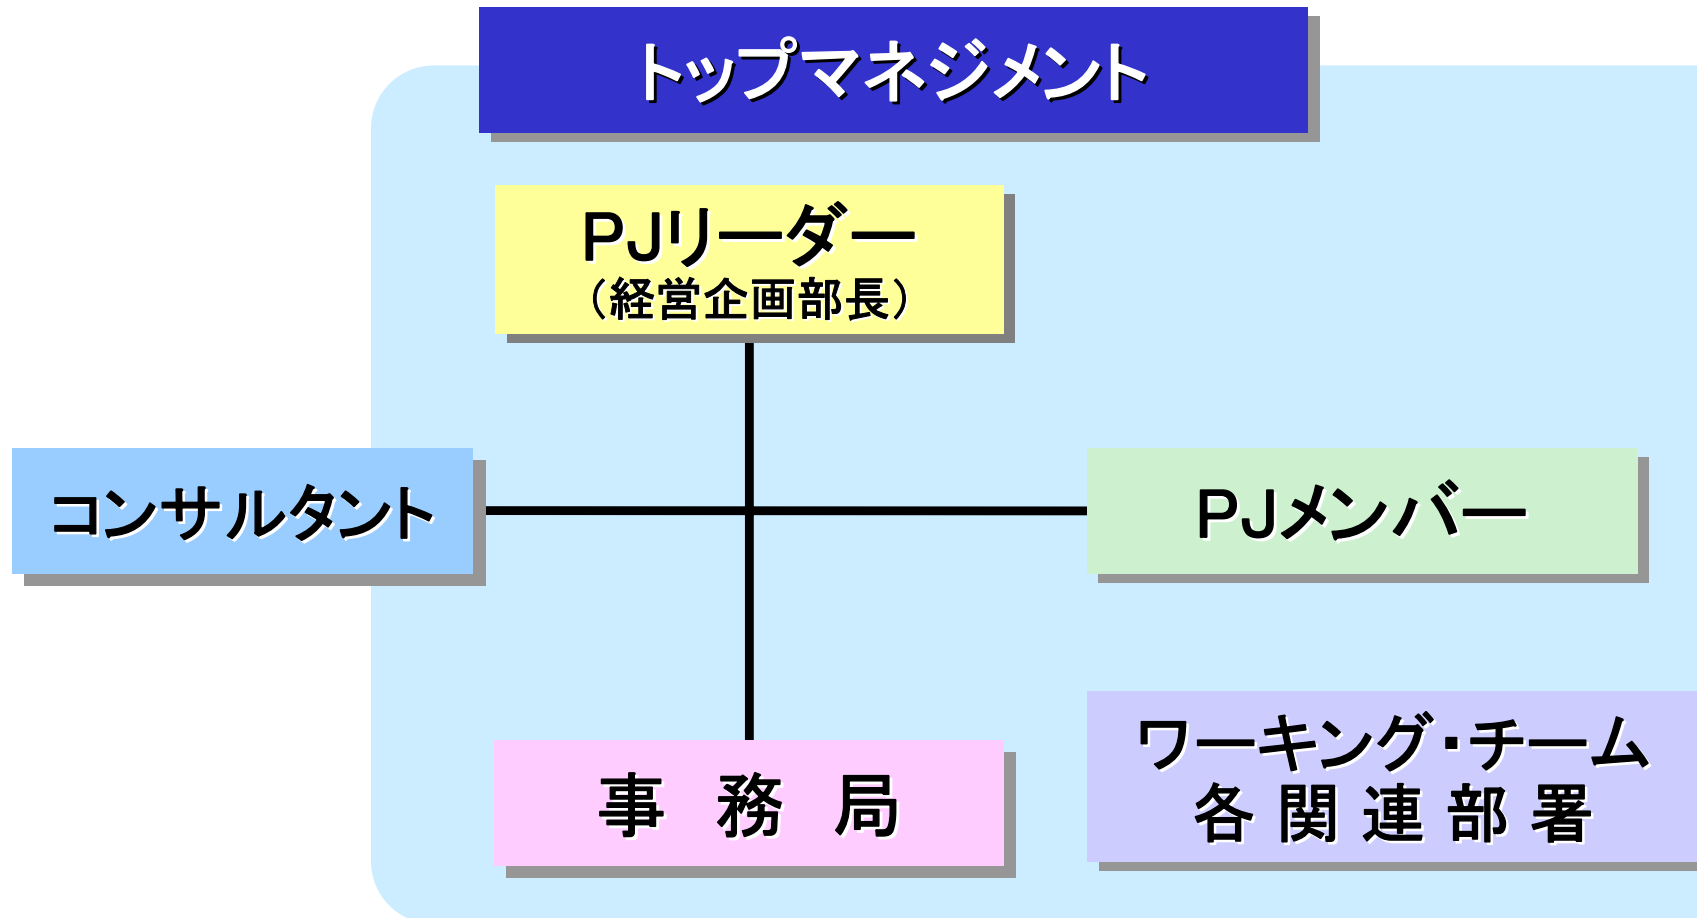 トップマネジメント
PJリーダー
（経営企画部長）
コンサルタント
PJメンバー
ワーキング・チーム
各関連部署
事務局